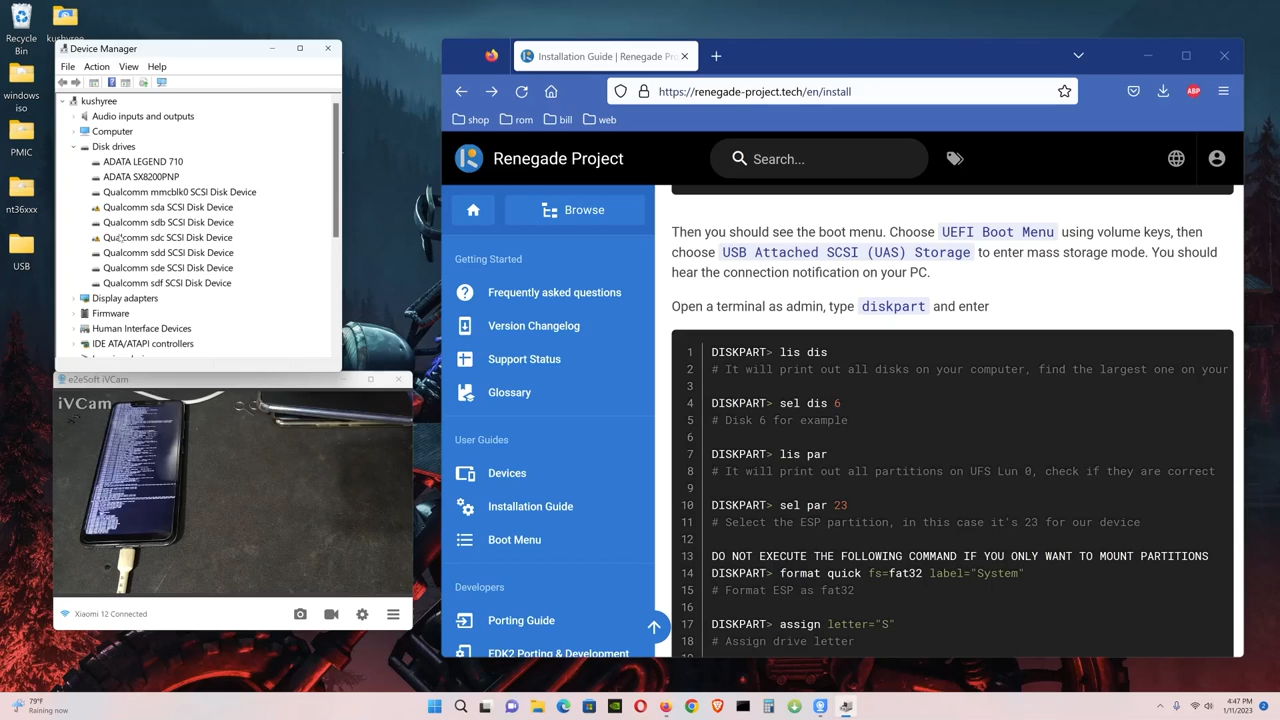 Recycle
Bin
kushyree
windows
iso
PMIC
nt36xxx
USB
Device Manager
File Action View Help
kushyree
Audio inputs and outputs
Computer
Disk drives
ADATA LEGEND 710
ADATA SX8200PNP
Qualcomm mmcblk0 SCSI Disk Device
Qualcomm sda SCSI Disk Device
Qualcomm sdb SCSI Disk Device
Qualcomm sdc SCSI Disk Device
Qualcomm sdd SCSI Disk Device
Qualcomm sde SCSI Disk Device
Qualcomm sdf SCSI Disk Device
Display adapters
Firmware
Human Interface Devices
IDE ATA/ATAPI controllers
e2eSoft iVCam
iVCam
Xiaomi 12 Connected
Installation Guide | Renegade Pro
https://renegade-project.tech/en/install
ABP
shop rom bill web
Renegade Project
Search...
Browse
Getting Started
Frequently asked questions
Version Changelog
Support Status
Glossary
User Guides
Devices
Installation Guide
Boot Menu
Developers
Porting Guide
EDK2 Porting & Development
Then you should see the boot menu. Choose UEFI Boot Menu using volume keys, then
choose USB Attached SCSI (UAS) Storage to enter mass storage mode. You should
hear the connection notification on your PC.
Open a terminal as admin, type diskpart and enter
1 DISKPART> lis dis
2 # It will print out all disks on your computer, find the largest one on your
3
4 DISKPART> sel dis 6
5 # Disk 6 for example
6
7 DISKPART> lis par
8 # It will print out all partitions on UFS Lun 0, check if they are correct
9
10 DISKPART> sel par 23
11 # Select the ESP partition, in this case it's 23 for our device
12
13 DO NOT EXECUTE THE FOLLOWING COMMAND IF YOU ONLY WANT TO MOUNT PARTITIONS
14 DISKPART> format quick fs=fat32 label="System"
15 # Format ESP as fat32
16
17 DISKPART> assign letter="S"
18 # Assign drive letter
79°F
Raining now
4:47 PM
1/11/2023